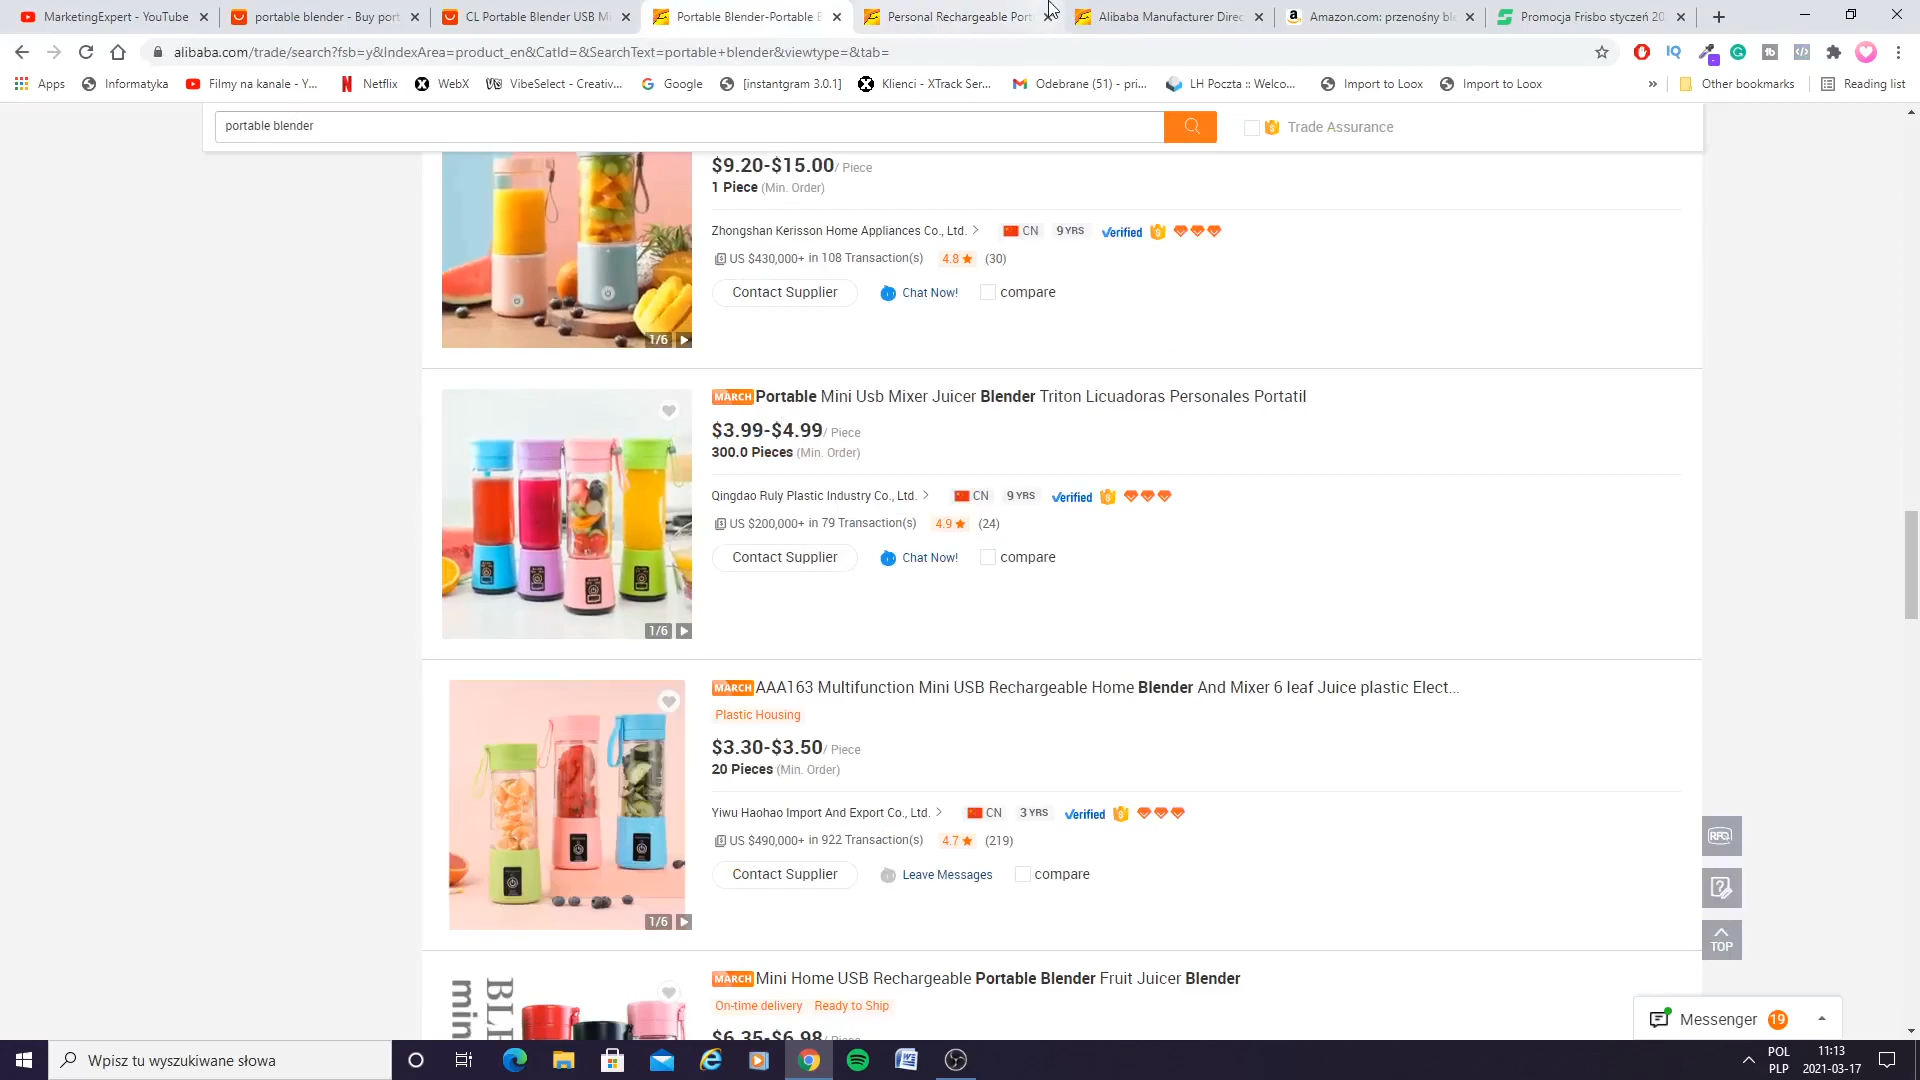 MarketingExpert - YouTube
portable blender - Buy port
CL Portable Blender USB Mi
Portable Blender-Portable B
Personal Rechargeable Port
Alibaba Manufacturer Direc
Amazon.com: przenośny ble
Promocja Frisbo styczeń 20
alibaba.com/trade/search?fsb=y&IndexArea=product_en&CatId=&SearchText=portable+blender&viewtype=&tab=
Apps
Informatyka
Filmy na kanale - Y...
Netflix
WebX
VibeSelect - Creativ...
Google
[instantgram 3.0.1]
Klienci - XTrack Ser...
Odebrane (51) - pri...
LH Poczta :: Welco...
Import to Loox
Import to Loox
»
Other bookmarks
Reading list
portable blender
Trade Assurance
$9.20-$15.00/ Piece
1 Piece (Min. Order)
Zhongshan Kerisson Home Appliances Co., Ltd. > CN 9 YRS Verified
US $430,000+ in 108 Transaction(s) 4.8 (30)
Contact Supplier Chat Now! compare
1/6
MARCH Portable Mini Usb Mixer Juicer Blender Triton Licuadoras Personales Portatil
$3.99-$4.99/ Piece
300.0 Pieces (Min. Order)
Qingdao Ruly Plastic Industry Co., Ltd. > CN 9 YRS Verified
US $200,000+ in 79 Transaction(s) 4.9 (24)
Contact Supplier Chat Now! compare
1/6
MARCH AAA163 Multifunction Mini USB Rechargeable Home Blender And Mixer 6 leaf Juice plastic Elect...
Plastic Housing
$3.30-$3.50/ Piece
20 Pieces (Min. Order)
Yiwu Haohao Import And Export Co., Ltd. > CN 3 YRS Verified
US $490,000+ in 922 Transaction(s) 4.7 (219)
Contact Supplier Leave Messages compare
1/6
RFQ
TOP
MARCH Mini Home USB Rechargeable Portable Blender Fruit Juicer Blender
On-time delivery Ready to Ship
$6.35-$6.98/ Piece
Messenger 19
Wpisz tu wyszukiwane słowa
POL
PLP
11:13
2021-03-17